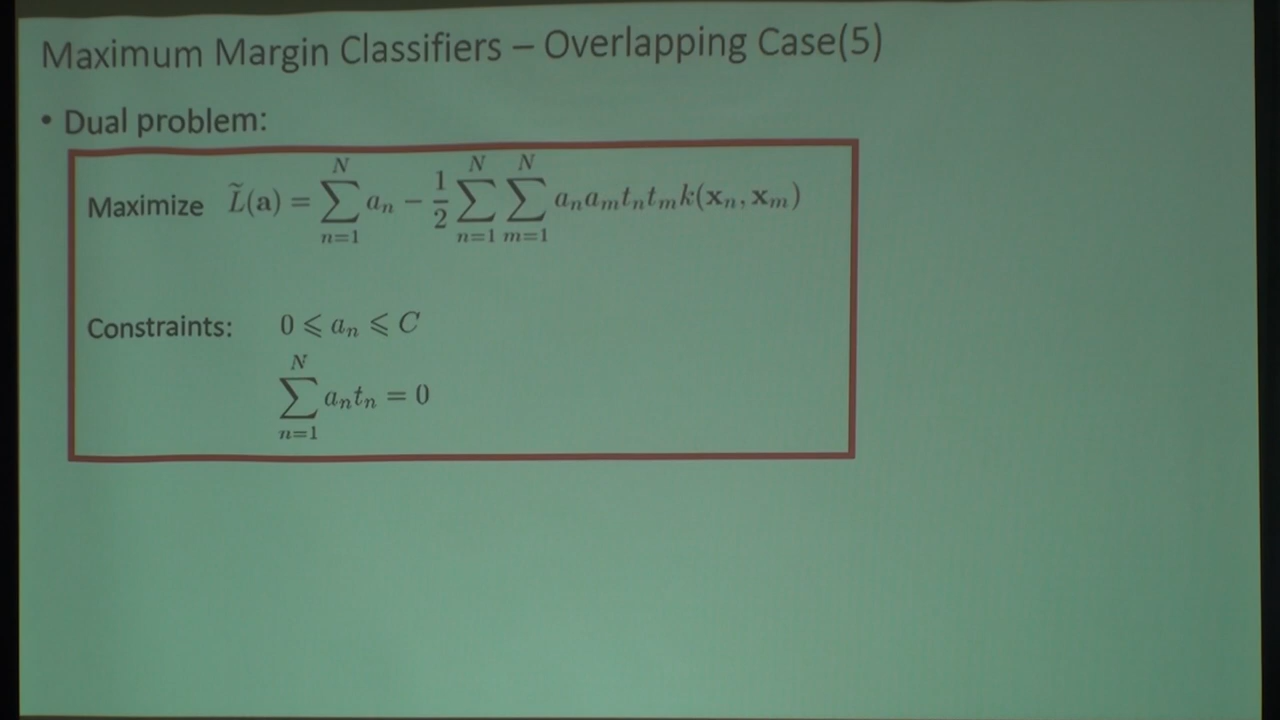 Maximum Margin Classifiers – Overlapping Case(5)
• Dual problem:
Maximize L̃(𝐚) = ∑_{n=1}^{N} a_n − 1/2 ∑_{n=1}^{N} ∑_{m=1}^{N} a_n a_m t_n t_m k(𝐱_n, 𝐱_m)
Constraints: 0 ⩽ a_n ⩽ C
∑_{n=1}^{N} a_n t_n = 0